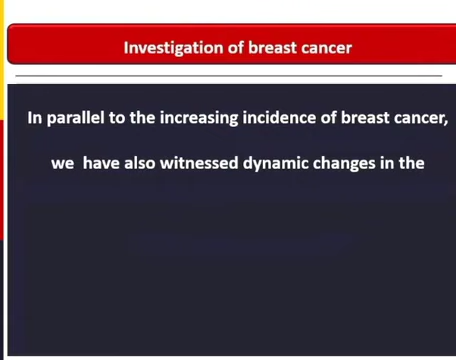 Investigation of breast cancer
In parallel to the increasing incidence of breast cancer,
we have also witnessed dynamic changes in the